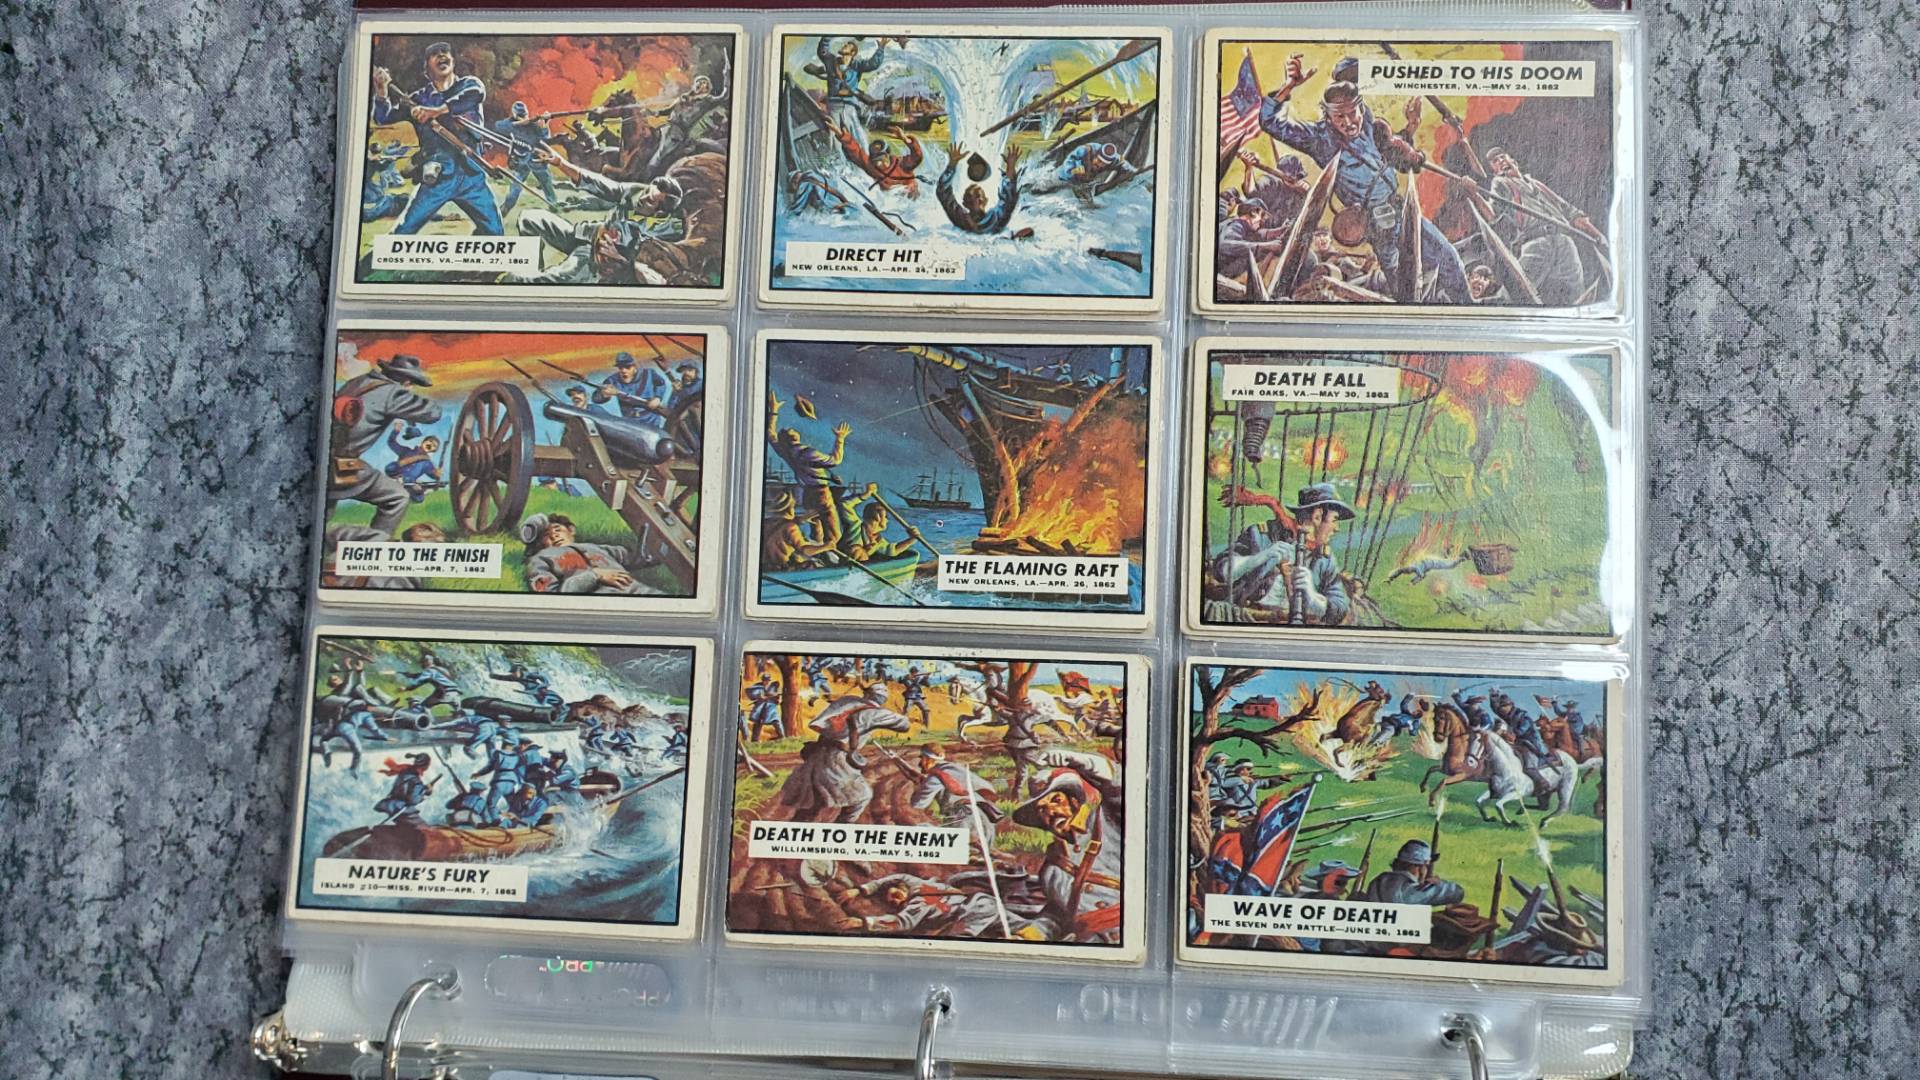 DYING EFFORT
CROSS KEYS, VA.—MAR. 27, 1862
DIRECT HIT
NEW ORLEANS, LA.—APR. 24, 1862
PUSHED TO HIS DOOM
WINCHESTER, VA.—MAY 24, 1862
FIGHT TO THE FINISH
SHILOH, TENN.—APR. 7, 1862
THE FLAMING RAFT
NEW ORLEANS, LA.—APR. 26, 1862
DEATH FALL
FAIR OAKS, VA.—MAY 30, 1862
NATURE'S FURY
ISLAND #10—MISS. RIVER—APR. 7, 1862
DEATH TO THE ENEMY
WILLIAMSBURG, VA.—MAY 5, 1862
WAVE OF DEATH
THE SEVEN DAY BATTLE—JUNE 26, 1862